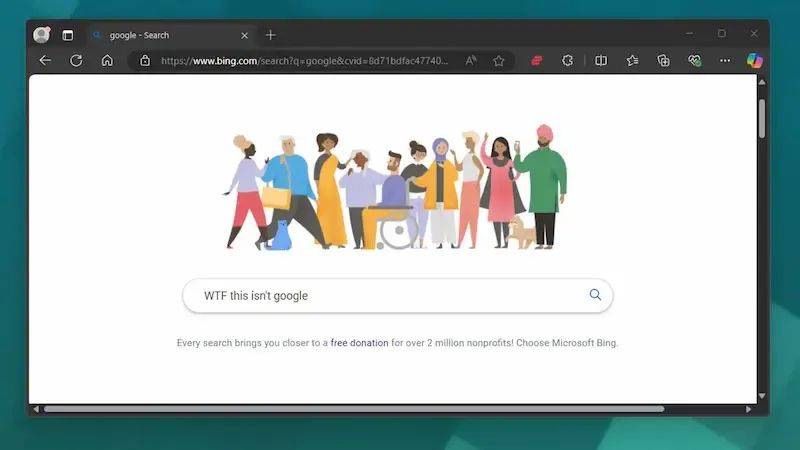 google - Search
https://www.bing.com/search?q=google&cvid=8d71bdfac47740...
WTF this isn't google
Every search brings you closer to a free donation for over 2 million nonprofits! Choose Microsoft Bing.